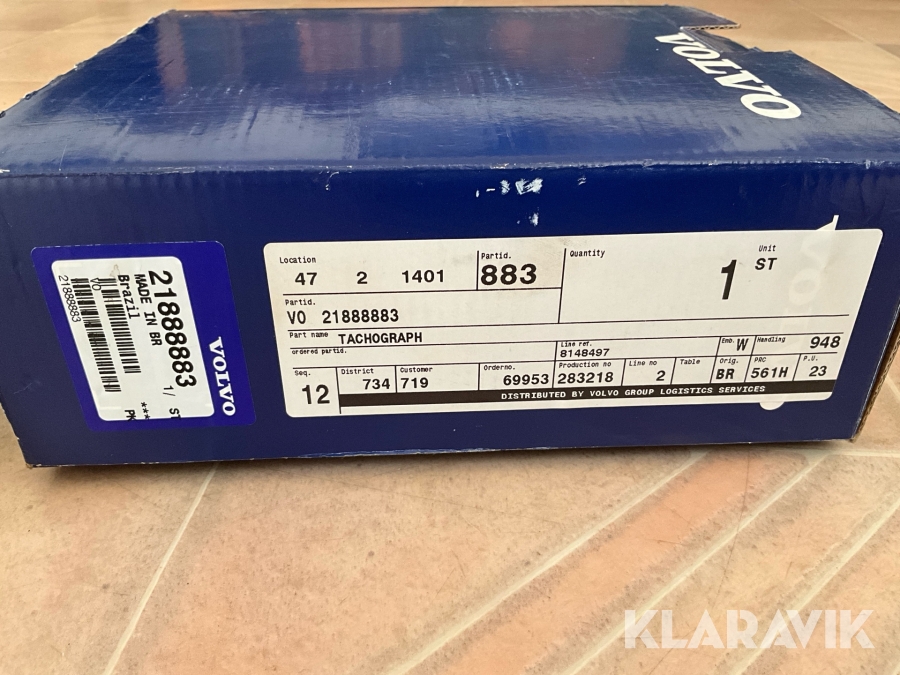 VOLVO
21888883
1/ ST
MADE IN BR
Brazil
***
VO
21888883
VOLVO
Location
47 2 1401
Partid.
883
Quantity
1
Unit
ST
Partid.
VO 21888883
Part name
TACHOGRAPH
ordered partid.
Line ref.
8148497
Emb.
W
Handling
948
Seq.
12
District
734
Customer
719
Orderno.
69953
Production no
283218
Line no
2
Table
Orig.
BR
PRC
561H
P.U.
23
DISTRIBUTED BY VOLVO GROUP LOGISTICS SERVICES
KLARAVIK